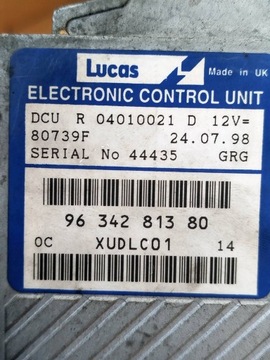 Lucas
Made in UK
ELECTRONIC CONTROL UNIT
DCU R 04010021 D 12V=
80739F 24.07.98
SERIAL No 44435 GRG
96 342 813 80
OC XUDLC01 14